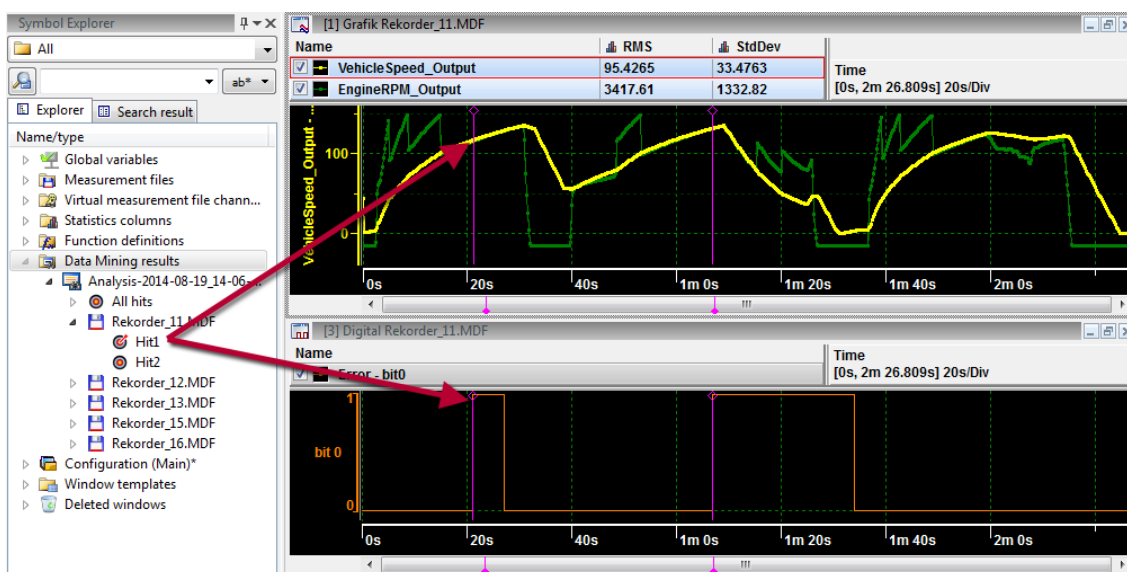 Symbol Explorer
All
ab*
Explorer
Search result
Name/type
Global variables
Measurement files
Virtual measurement file chann...
Statistics columns
Function definitions
Data Mining results
Analysis-2014-08-19_14-06-...
All hits
Rekorder_11.MDF
Hit1
Hit2
Rekorder_12.MDF
Rekorder_13.MDF
Rekorder_15.MDF
Rekorder_16.MDF
Configuration (Main)*
Window templates
Deleted windows
[1] Grafik Rekorder_11.MDF
Name RMS StdDev
VehicleSpeed_Output 95.4265 33.4763
EngineRPM_Output 3417.61 1332.82
Time
[0s, 2m 26.809s] 20s/Div
VehicleSpeed_Output - ...
100
0
0s 20s 40s 1m 0s 1m 20s 1m 40s 2m 0s
[3] Digital Rekorder_11.MDF
Name
Error - bit0
Time
[0s, 2m 26.809s] 20s/Div
1
bit 0
0
0s 20s 40s 1m 0s 1m 20s 1m 40s 2m 0s